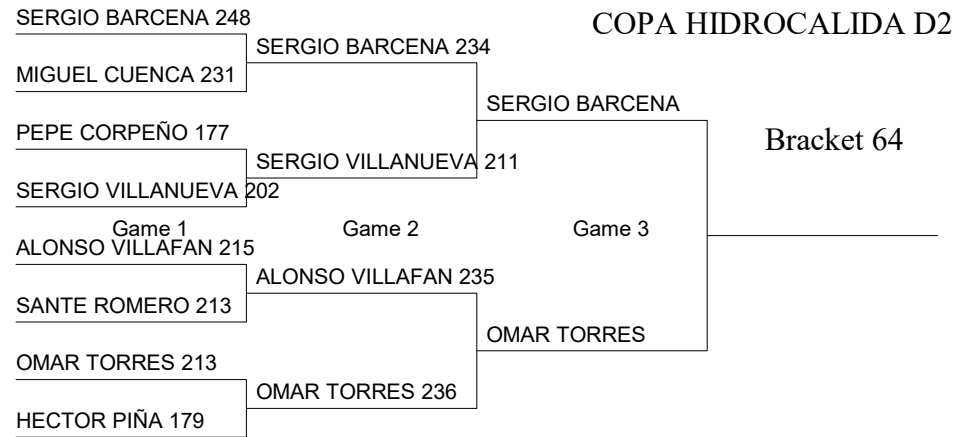 SERGIO BARCENA 248
COPA HIDROCALIDA D2
SERGIO BARCENA 234
MIGUEL CUENCA 231
SERGIO BARCENA
PEPE CORPEÑO 177
Bracket 64
SERGIO VILLANUEVA 211
SERGIO VILLANUEVA 202
Game 1
Game 2
Game 3
ALONSO VILLAFAN 215
ALONSO VILLAFAN 235
SANTE ROMERO 213
OMAR TORRES
OMAR TORRES 213
OMAR TORRES 236
HECTOR PIÑA 179